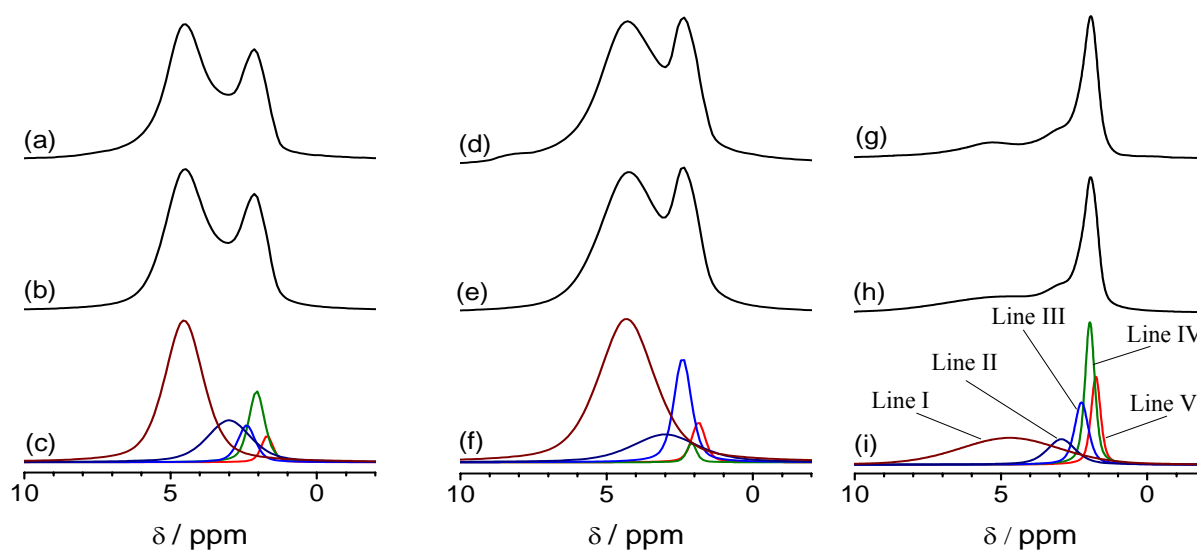 (a)
(d)
(g)
(b)
(e)
(h)
Line III
Line IV
Line II
Line I
Line V
(c)
(f)
(i)
10 5 0
10 5 0
10 5 0
δ / ppm
δ / ppm
δ / ppm